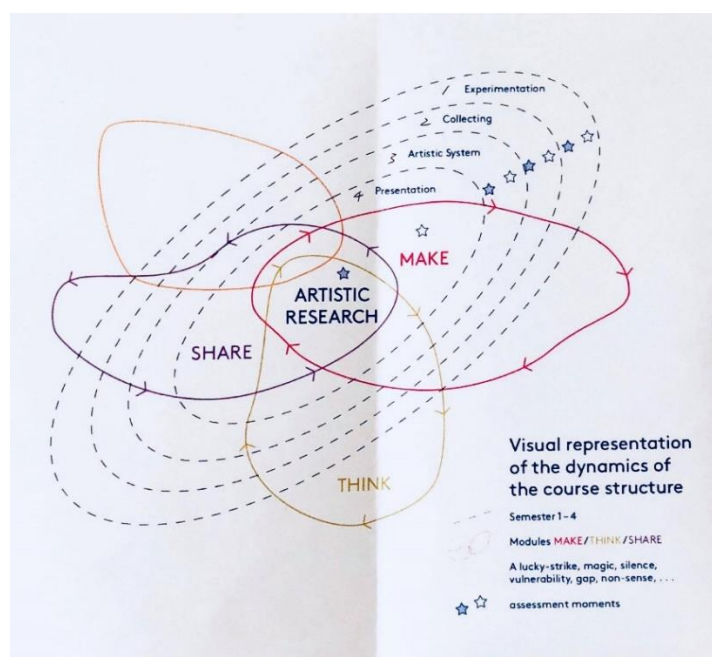 1 Experimentation
2 Collecting
3 Artistic System
4 Presentation
MAKE
ARTISTIC
RESEARCH
SHARE
THINK
Visual representation
of the dynamics of
the course structure
Semester 1–4
Modules MAKE/THINK/SHARE
A lucky-strike, magic, silence,
vulnerability, gap, non-sense, . . .
assessment moments